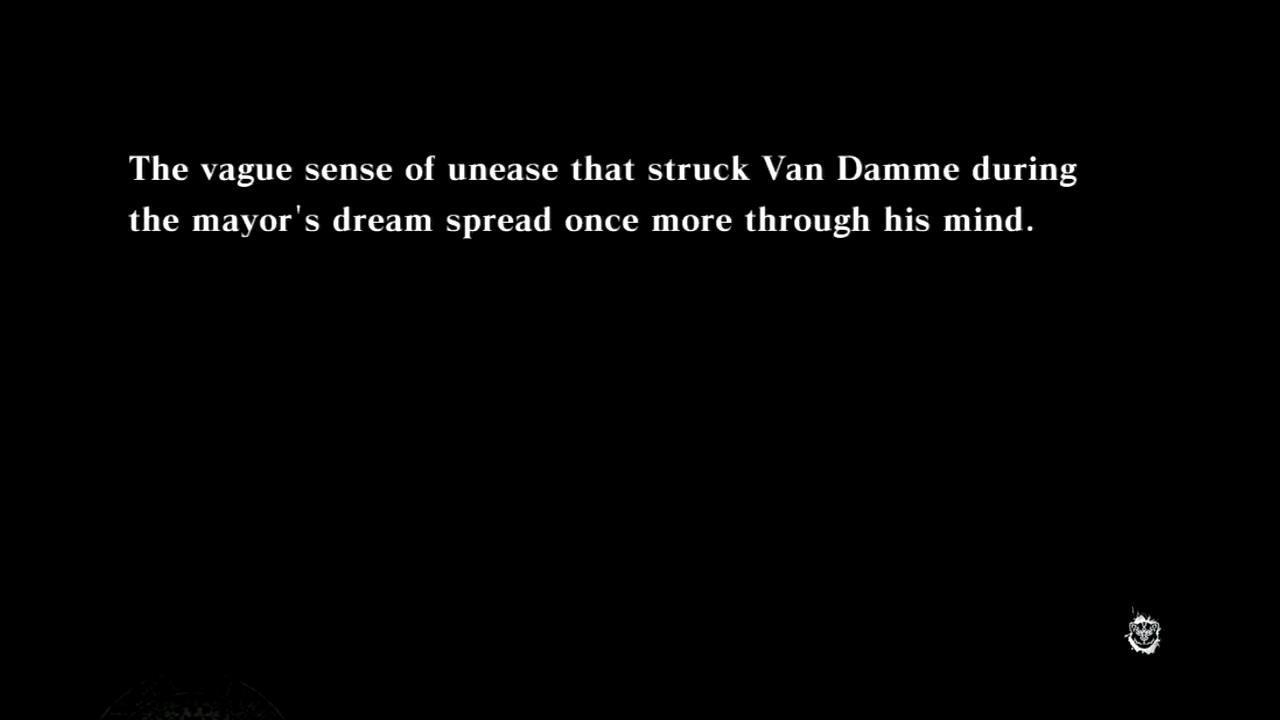 The vague sense of unease that struck Van Damme during
the mayor's dream spread once more through his mind.